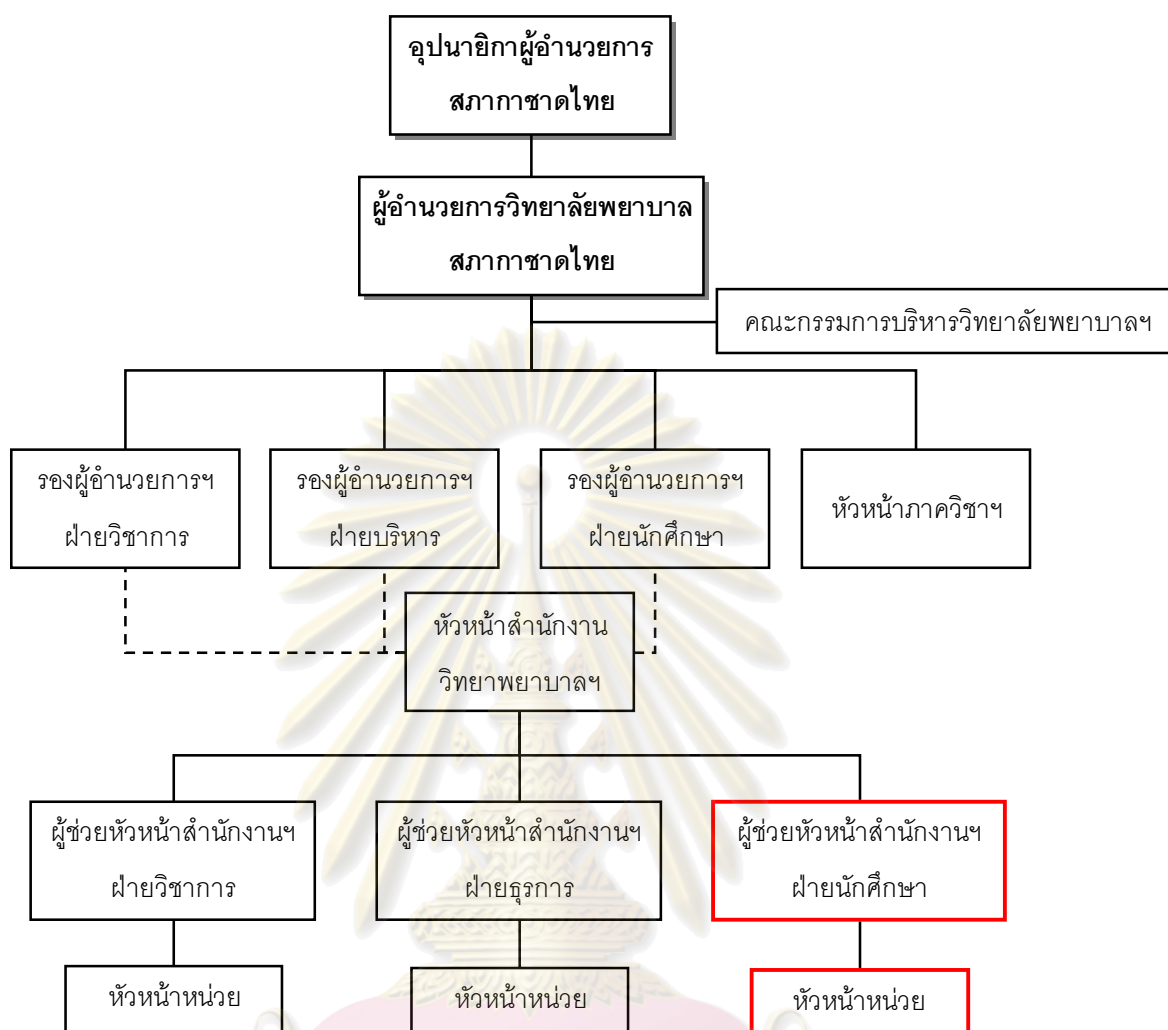 อุปนายิกาผู้อำนวยการ
สภากาชาดไทย
ผู้อำนวยการวิทยาลัยพยาบาล
สภากาชาดไทย
คณะกรรมการบริหารวิทยาลัยพยาบาลฯ
รองผู้อำนวยการฯ
ฝ่ายวิชาการ
รองผู้อำนวยการฯ
ฝ่ายบริหาร
รองผู้อำนวยการฯ
ฝ่ายนักศึกษา
หัวหน้าภาควิชาฯ
หัวหน้าสำนักงาน
วิทยาพยาบาลฯ
ผู้ช่วยหัวหน้าสำนักงานฯ
ฝ่ายวิชาการ
ผู้ช่วยหัวหน้าสำนักงานฯ
ฝ่ายธุรการ
ผู้ช่วยหัวหน้าสำนักงานฯ
ฝ่ายนักศึกษา
หัวหน้าหน่วย
หัวหน้าหน่วย
หัวหน้าหน่วย